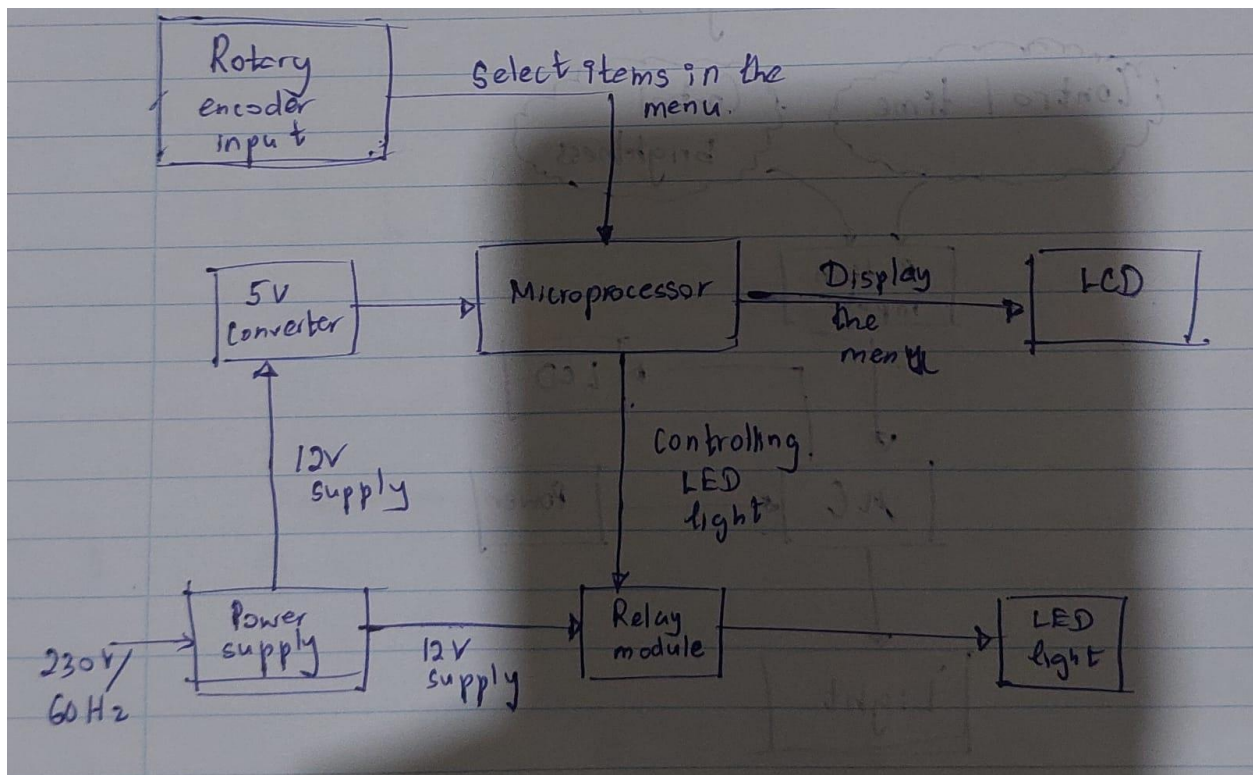 Rotary
encoder
input
Select items in the
menu.
5V
Converter
Microprocessor
Display
the
menu
LCD
12V
supply
Controlling
LED
light
230V/
60Hz
Power
supply
12V
supply
Relay
module
LED
light